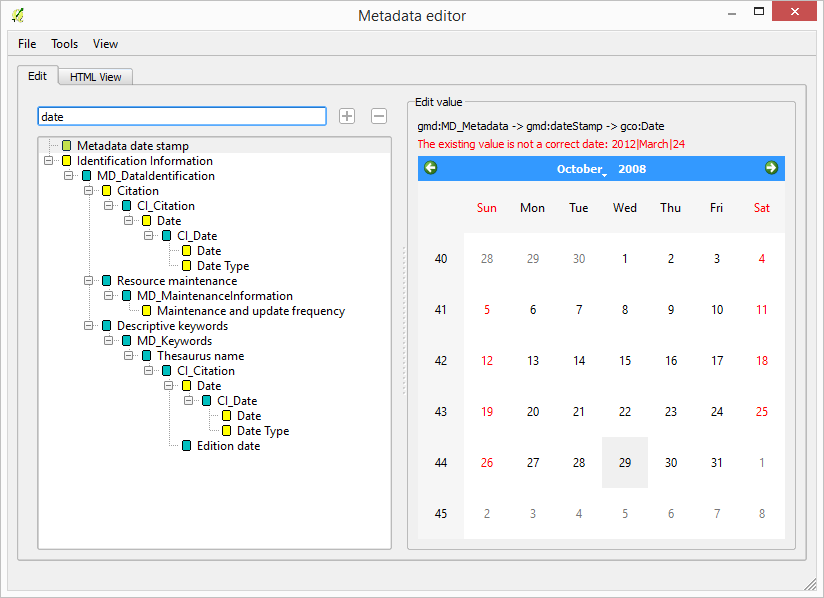 Metadata editor
File Tools View
Edit HTML View
date
Metadata date stamp
Identification Information
MD_DataIdentification
Citation
CI_Citation
Date
CI_Date
Date
Date Type
Resource maintenance
MD_MaintenanceInformation
Maintenance and update frequency
Descriptive keywords
MD_Keywords
Thesaurus name
CI_Citation
Date
CI_Date
Date
Date Type
Edition date
Edit value
gmd:MD_Metadata -> gmd:dateStamp -> gco:Date
The existing value is not a correct date: 2012|March|24
October, 2008
Sun Mon Tue Wed Thu Fri Sat
40 28 29 30 1 2 3 4
41 5 6 7 8 9 10 11
42 12 13 14 15 16 17 18
43 19 20 21 22 23 24 25
44 26 27 28 29 30 31 1
45 2 3 4 5 6 7 8